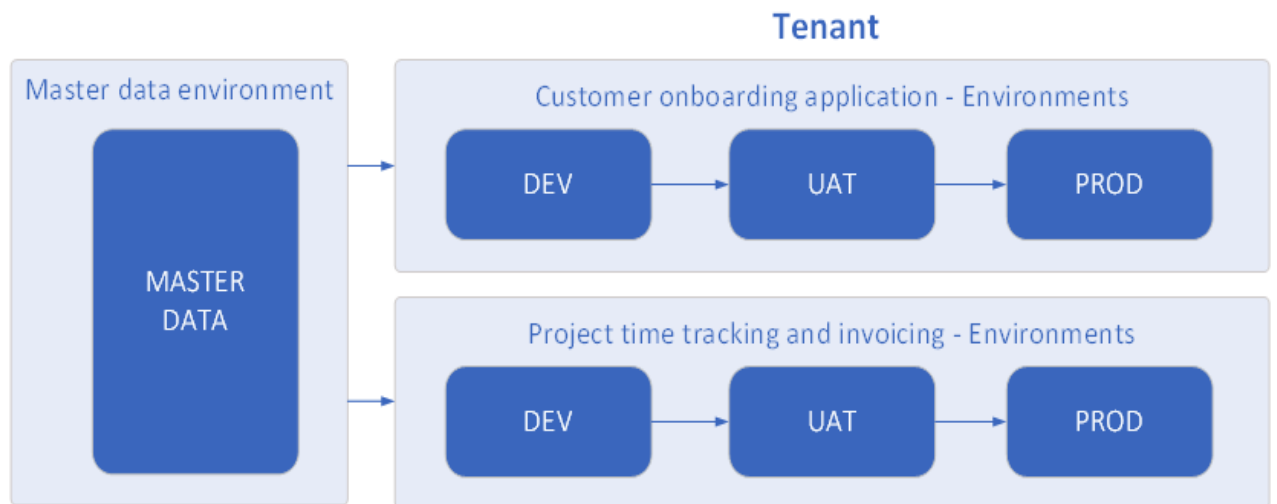 Tenant
Master data environment
MASTER
DATA
Customer onboarding application - Environments
DEV
UAT
PROD
Project time tracking and invoicing - Environments
DEV
UAT
PROD